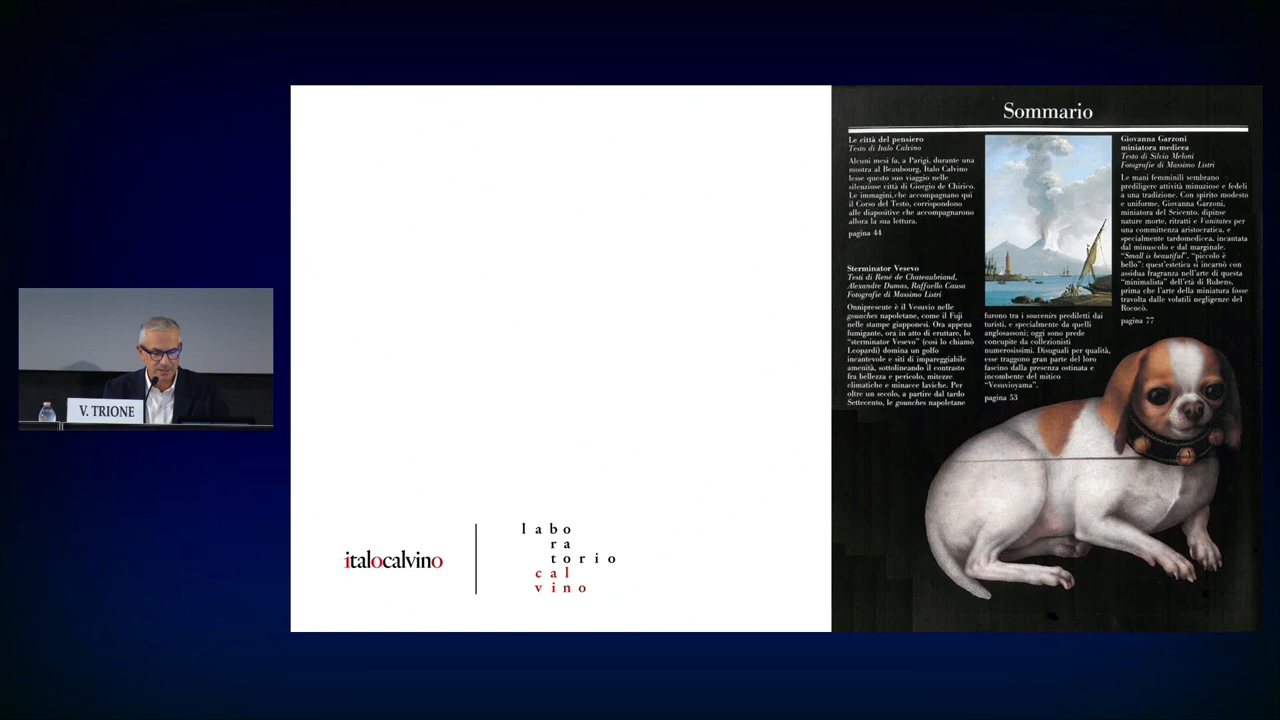 V. TRIONE
italocalvino
labo
ra
torio
cal
vino
Sommario
Le città del pensiero
Testo di Italo Calvino
Alcuni mesi fa, a Parigi, durante una
mostra al Beaubourg, Italo Calvino
lesse questo suo viaggio nelle
silenziose città di Giorgio de Chirico.
Le immagini, che accompagnano qui
il Corso del Testo, corrispondono
alle diapositive che accompagnarono
allora la sua lettura.
pagina 44
Sterminator Vesevo
Testi di René de Chateaubriand,
Alexandre Dumas, Raffaello Causa
Fotografie di Massimo Listri
Onnipresente è il Vesuvio nelle
gouaches napoletane, come il Fuji
nelle stampe giapponesi. Ora appena
fumigante, ora in atto di eruttare, lo
“sterminator Vesevo” (così lo chiamò
Leopardi) domina un golfo
incantevole e siti di impareggiabile
amenità, sottolineando il contrasto
fra bellezza e pericolo, mitezze
climatiche e minacce laviche. Per
oltre un secolo, a partire dal tardo
Settecento, le gouaches napoletane
furono tra i souvenirs prediletti dai
turisti, e specialmente da quelli
anglosassoni; oggi sono prede
concupite da collezionisti
numerosissimi. Disuguali per qualità,
esse traggono gran parte del loro
fascino dalla presenza ostinata e
incombente del mitico
“Vesuvioyama”.
pagina 53
Giovanna Garzoni
miniatora medicea
Testo di Silvia Meloni
Fotografie di Massimo Listri
Le mani femminili sembrano
prediligere attività minuziose e fedeli
a una tradizione. Con spirito modesto
e uniforme, Giovanna Garzoni,
miniatora del Seicento, dipinse
nature morte, ritratti e Vanitates per
una committenza aristocratica, e
specialmente tardomedicea, incantata
dal minuscolo e dal marginale.
“Small is beautiful”, “piccolo è
bello”: quest'estetica si incarnò con
assidua fragranza nell'arte di questa
“minimalista” dell'età di Rubens,
prima che l'arte della miniatura fosse
travolta dalle volatili negligenze del
Rococò.
pagina 77